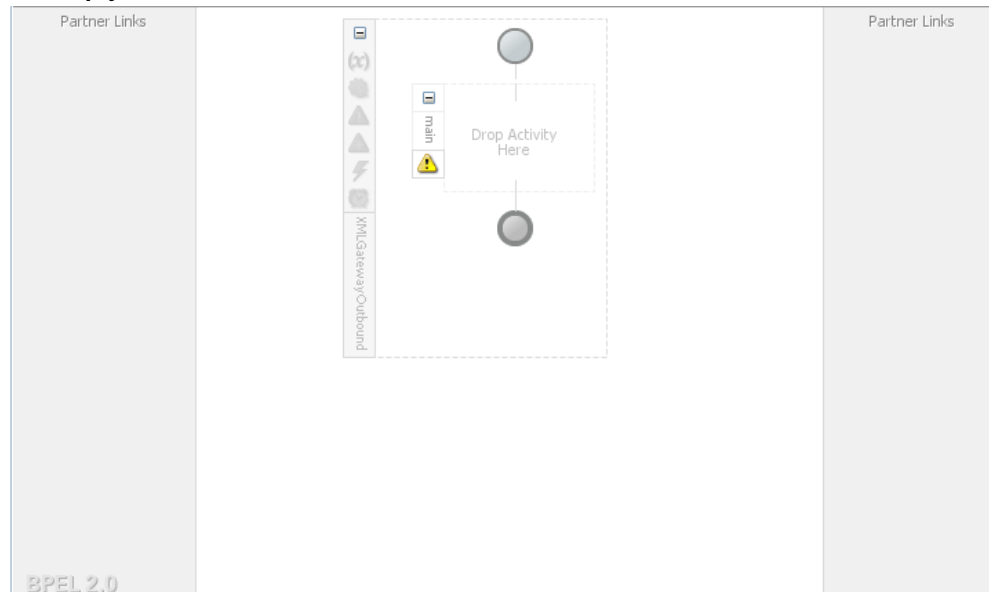 Partner Links
Partner Links
(x)
main
Drop Activity
Here
XMLGatewayOutbound
BPEL 2.0